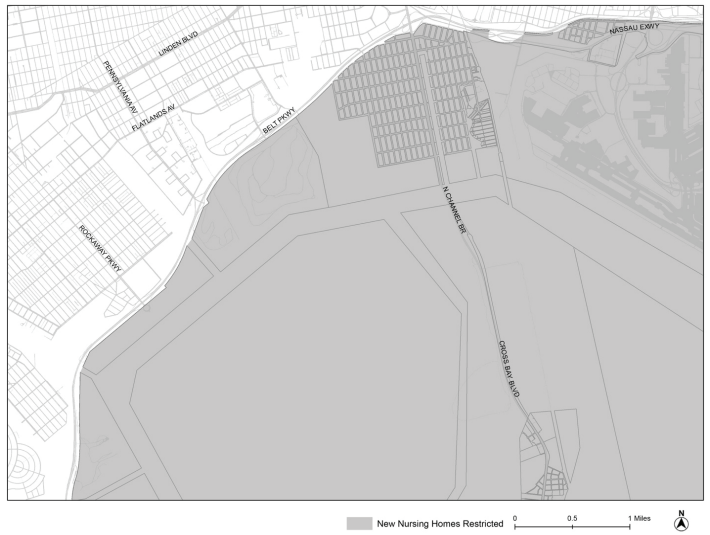 NASSAU EXWY
LINDEN BLVD
PENNSYLVANIA AV
FLATLANDS AV
BELT PKWY
N CHANNEL BR
ROCKAWAY PKWY
CROSS BAY BLVD
New Nursing Homes Restricted
0 0.5 1 Miles
N